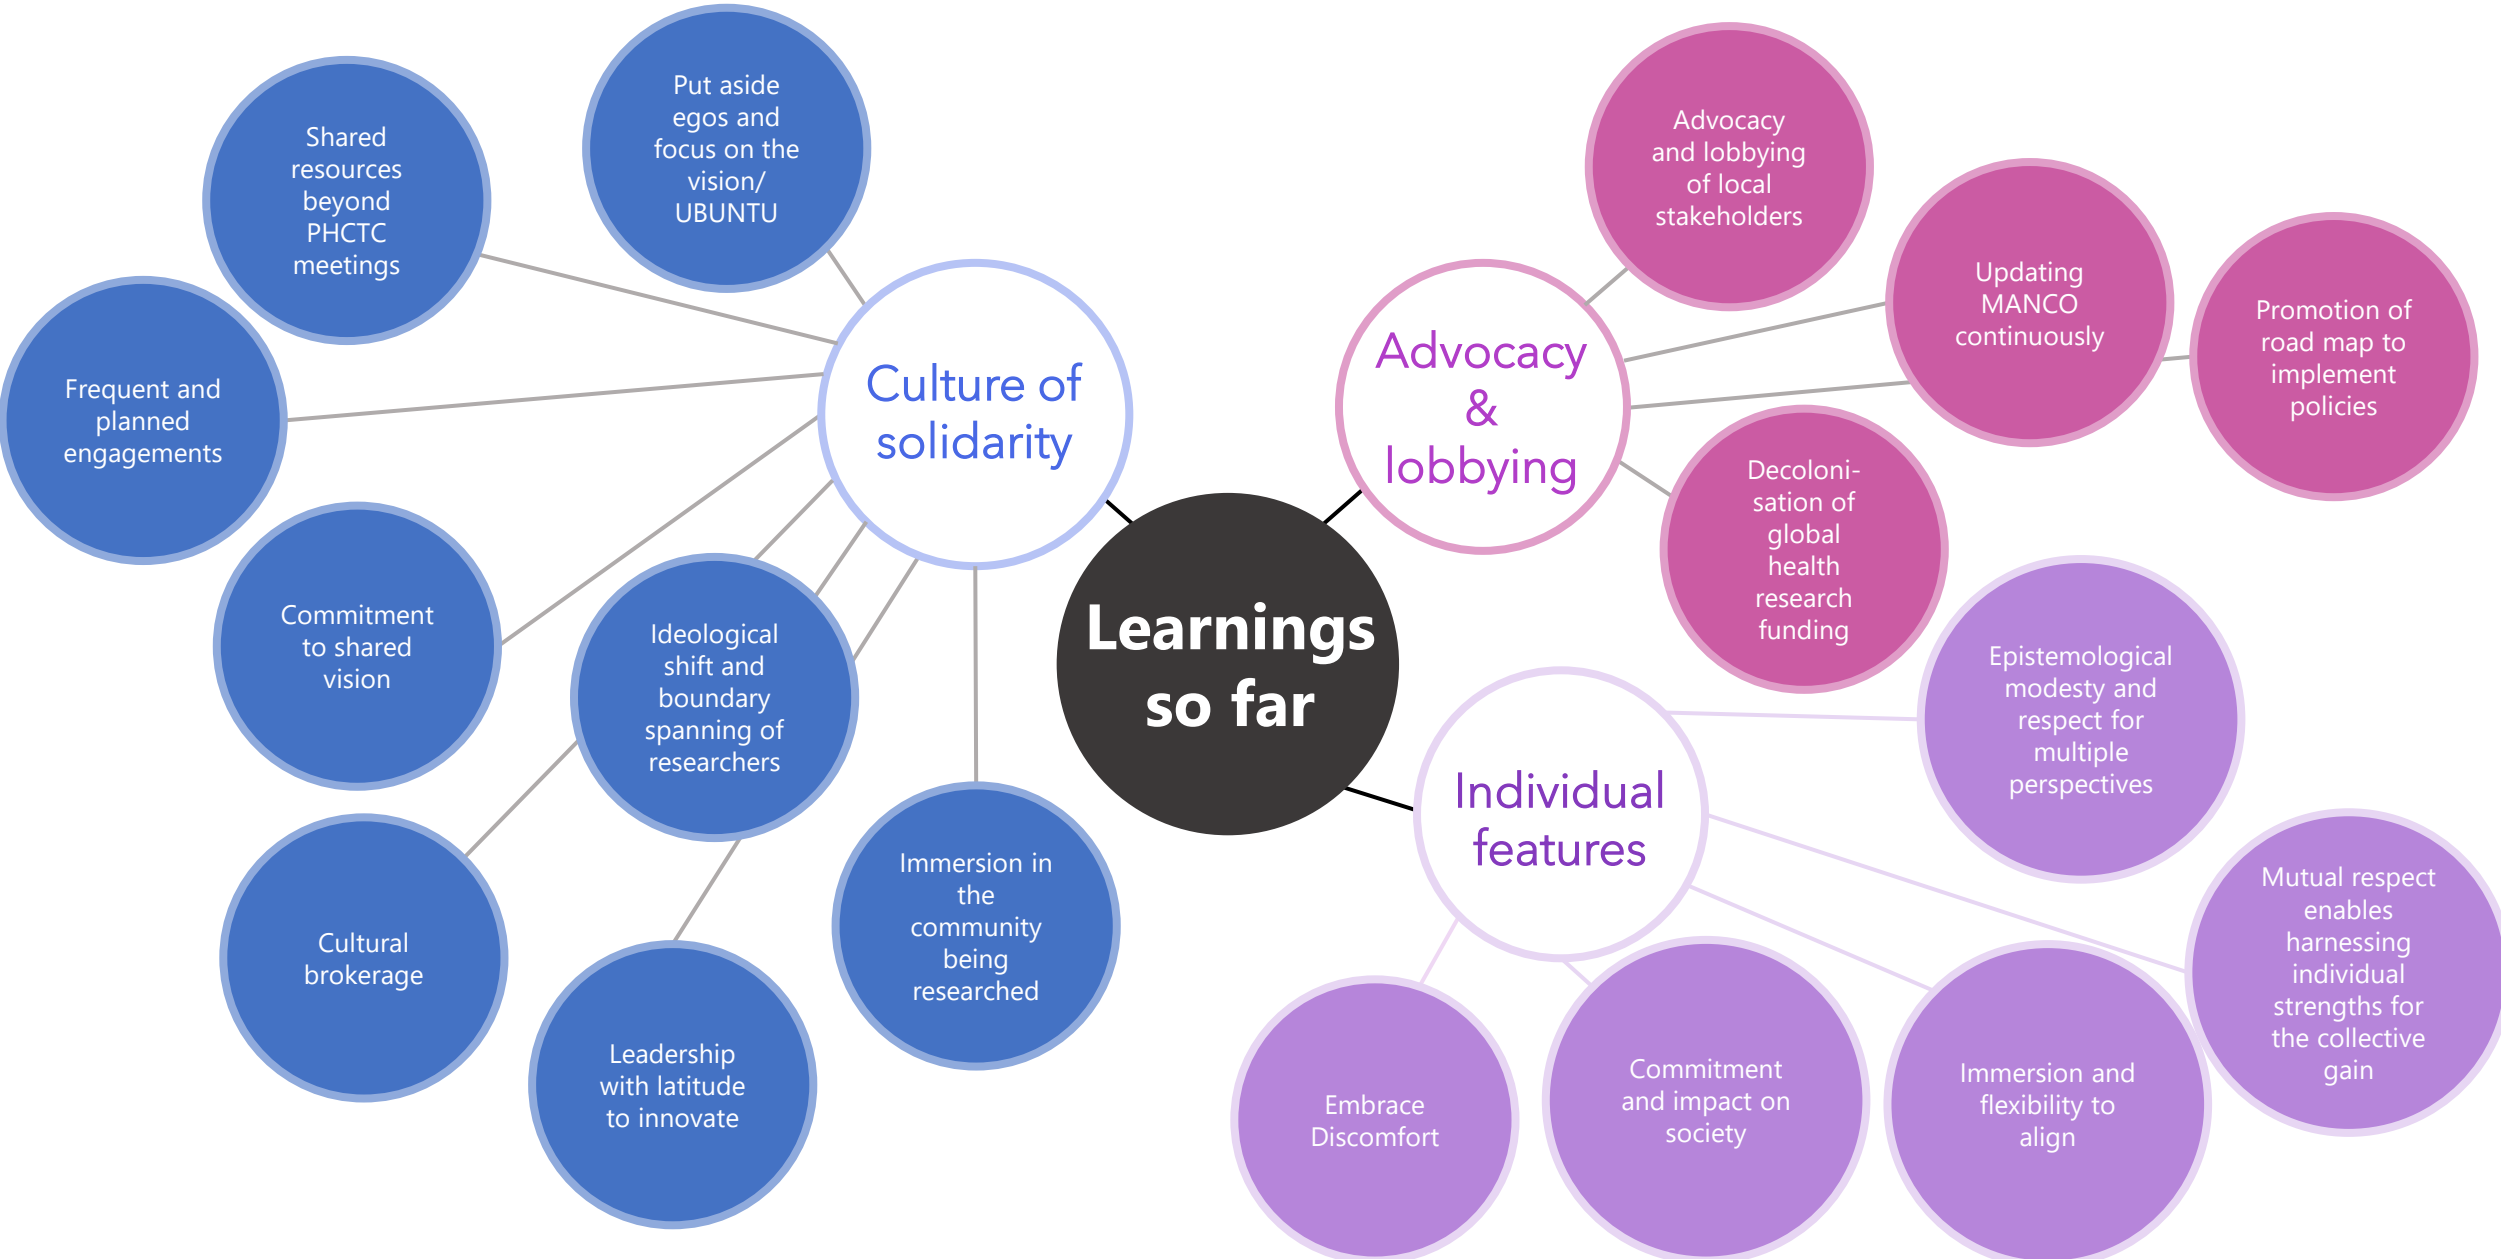 Put aside
egos and
focus on the
vision/
UBUNTU
Shared
resources
beyond
PHCTC
meetings
Frequent and
planned
engagements
Commitment
to shared
vision
Ideological
shift and
boundary
spanning of
researchers
Cultural
brokerage
Leadership
with latitude
to innovate
Immersion in
the
community
being
researched
Culture of
solidarity
Learnings
so far
Advocacy
&
lobbying
Advocacy
and lobbying
of local
stakeholders
Updating
MANCO
continuously
Promotion of
road map to
implement
policies
Decoloni-
sation of
global
health
research
funding
Individual
features
Epistemological
modesty and
respect for
multiple
perspectives
Mutual respect
enables
harnessing
individual
strengths for
the collective
gain
Immersion and
flexibility to
align
Commitment
and impact on
society
Embrace
Discomfort